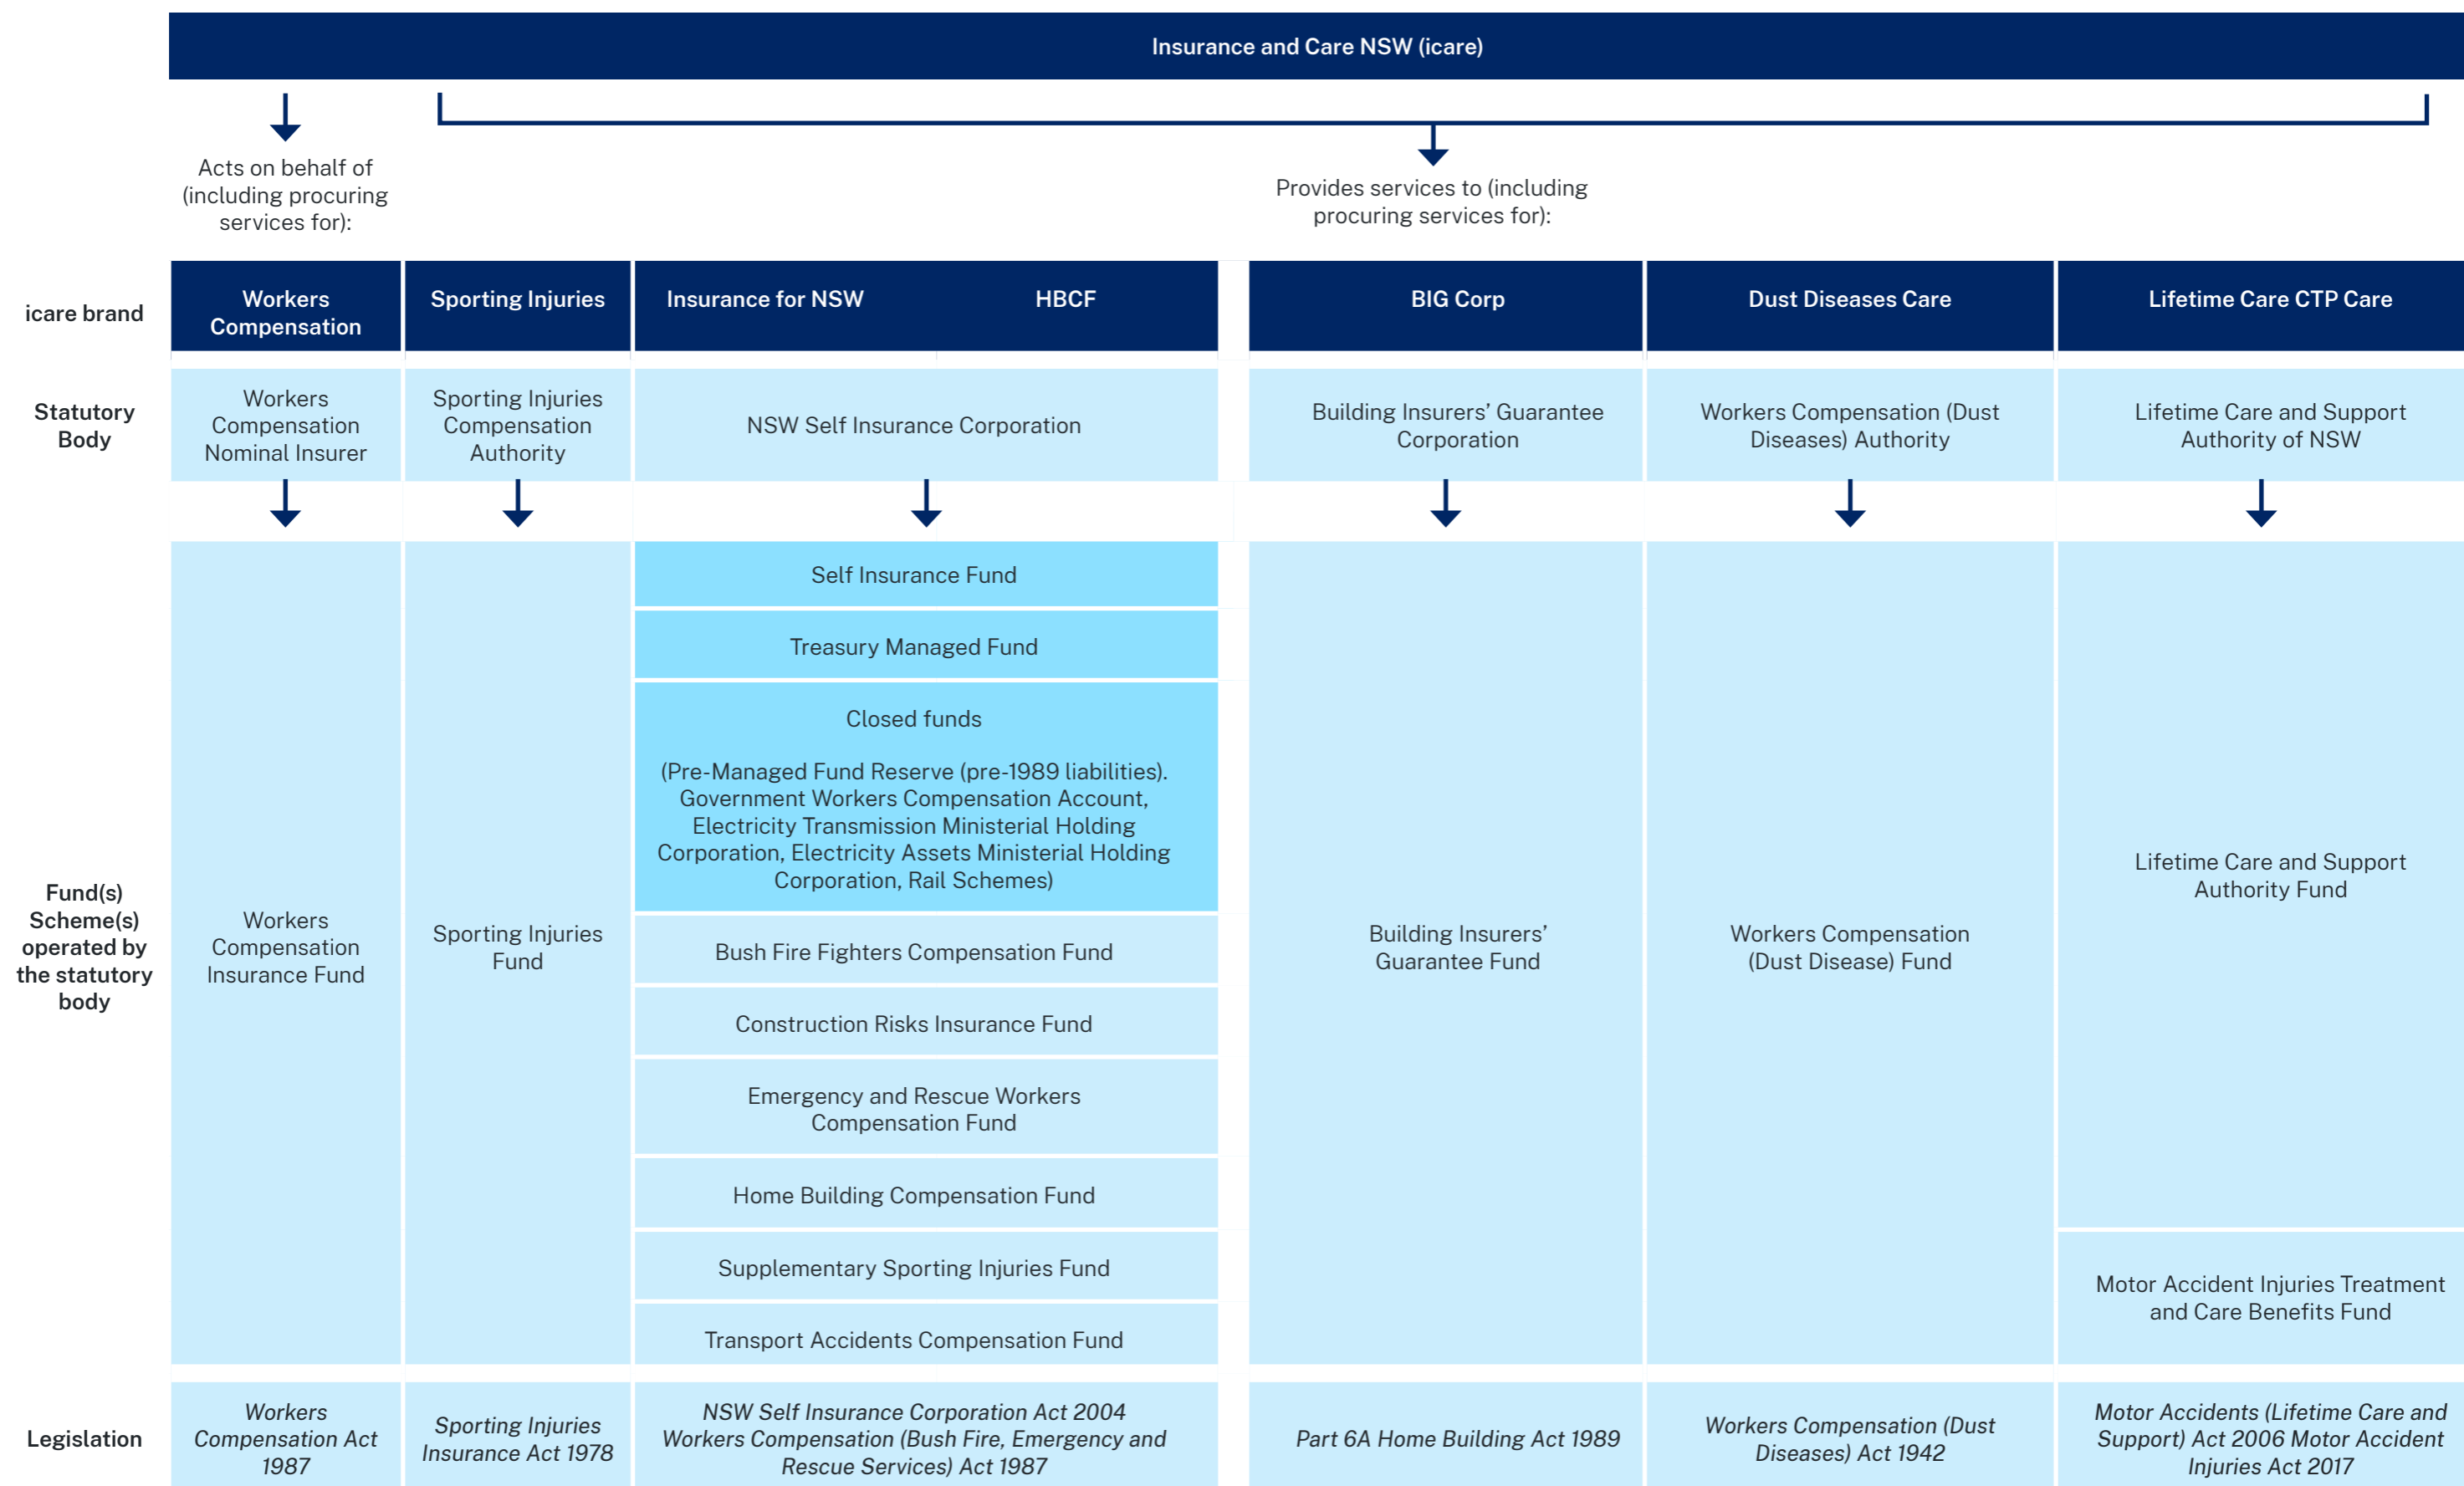 Insurance and Care NSW (icare)
Acts on behalf of
(including procuring
services for):
Provides services to (including
procuring services for):
icare brand
Workers
Compensation
Sporting Injuries
Insurance for NSW
HBCF
BIG Corp
Dust Diseases Care
Lifetime Care CTP Care
Statutory
Body
Workers
Compensation
Nominal Insurer
Sporting Injuries
Compensation
Authority
NSW Self Insurance Corporation
Building Insurers’ Guarantee
Corporation
Workers Compensation (Dust
Diseases) Authority
Lifetime Care and Support
Authority of NSW
Fund(s)
Scheme(s)
operated by
the statutory
body
Workers
Compensation
Insurance Fund
Sporting Injuries
Fund
Self Insurance Fund
Treasury Managed Fund
Closed funds
(Pre-Managed Fund Reserve (pre-1989 liabilities).
Government Workers Compensation Account,
Electricity Transmission Ministerial Holding
Corporation, Electricity Assets Ministerial Holding
Corporation, Rail Schemes)
Bush Fire Fighters Compensation Fund
Construction Risks Insurance Fund
Emergency and Rescue Workers
Compensation Fund
Home Building Compensation Fund
Supplementary Sporting Injuries Fund
Transport Accidents Compensation Fund
Building Insurers’
Guarantee Fund
Workers Compensation
(Dust Disease) Fund
Lifetime Care and Support
Authority Fund
Motor Accident Injuries Treatment
and Care Benefits Fund
Legislation
Workers
Compensation Act
1987
Sporting Injuries
Insurance Act 1978
NSW Self Insurance Corporation Act 2004
Workers Compensation (Bush Fire, Emergency and
Rescue Services) Act 1987
Part 6A Home Building Act 1989
Workers Compensation (Dust
Diseases) Act 1942
Motor Accidents (Lifetime Care and
Support) Act 2006 Motor Accident
Injuries Act 2017